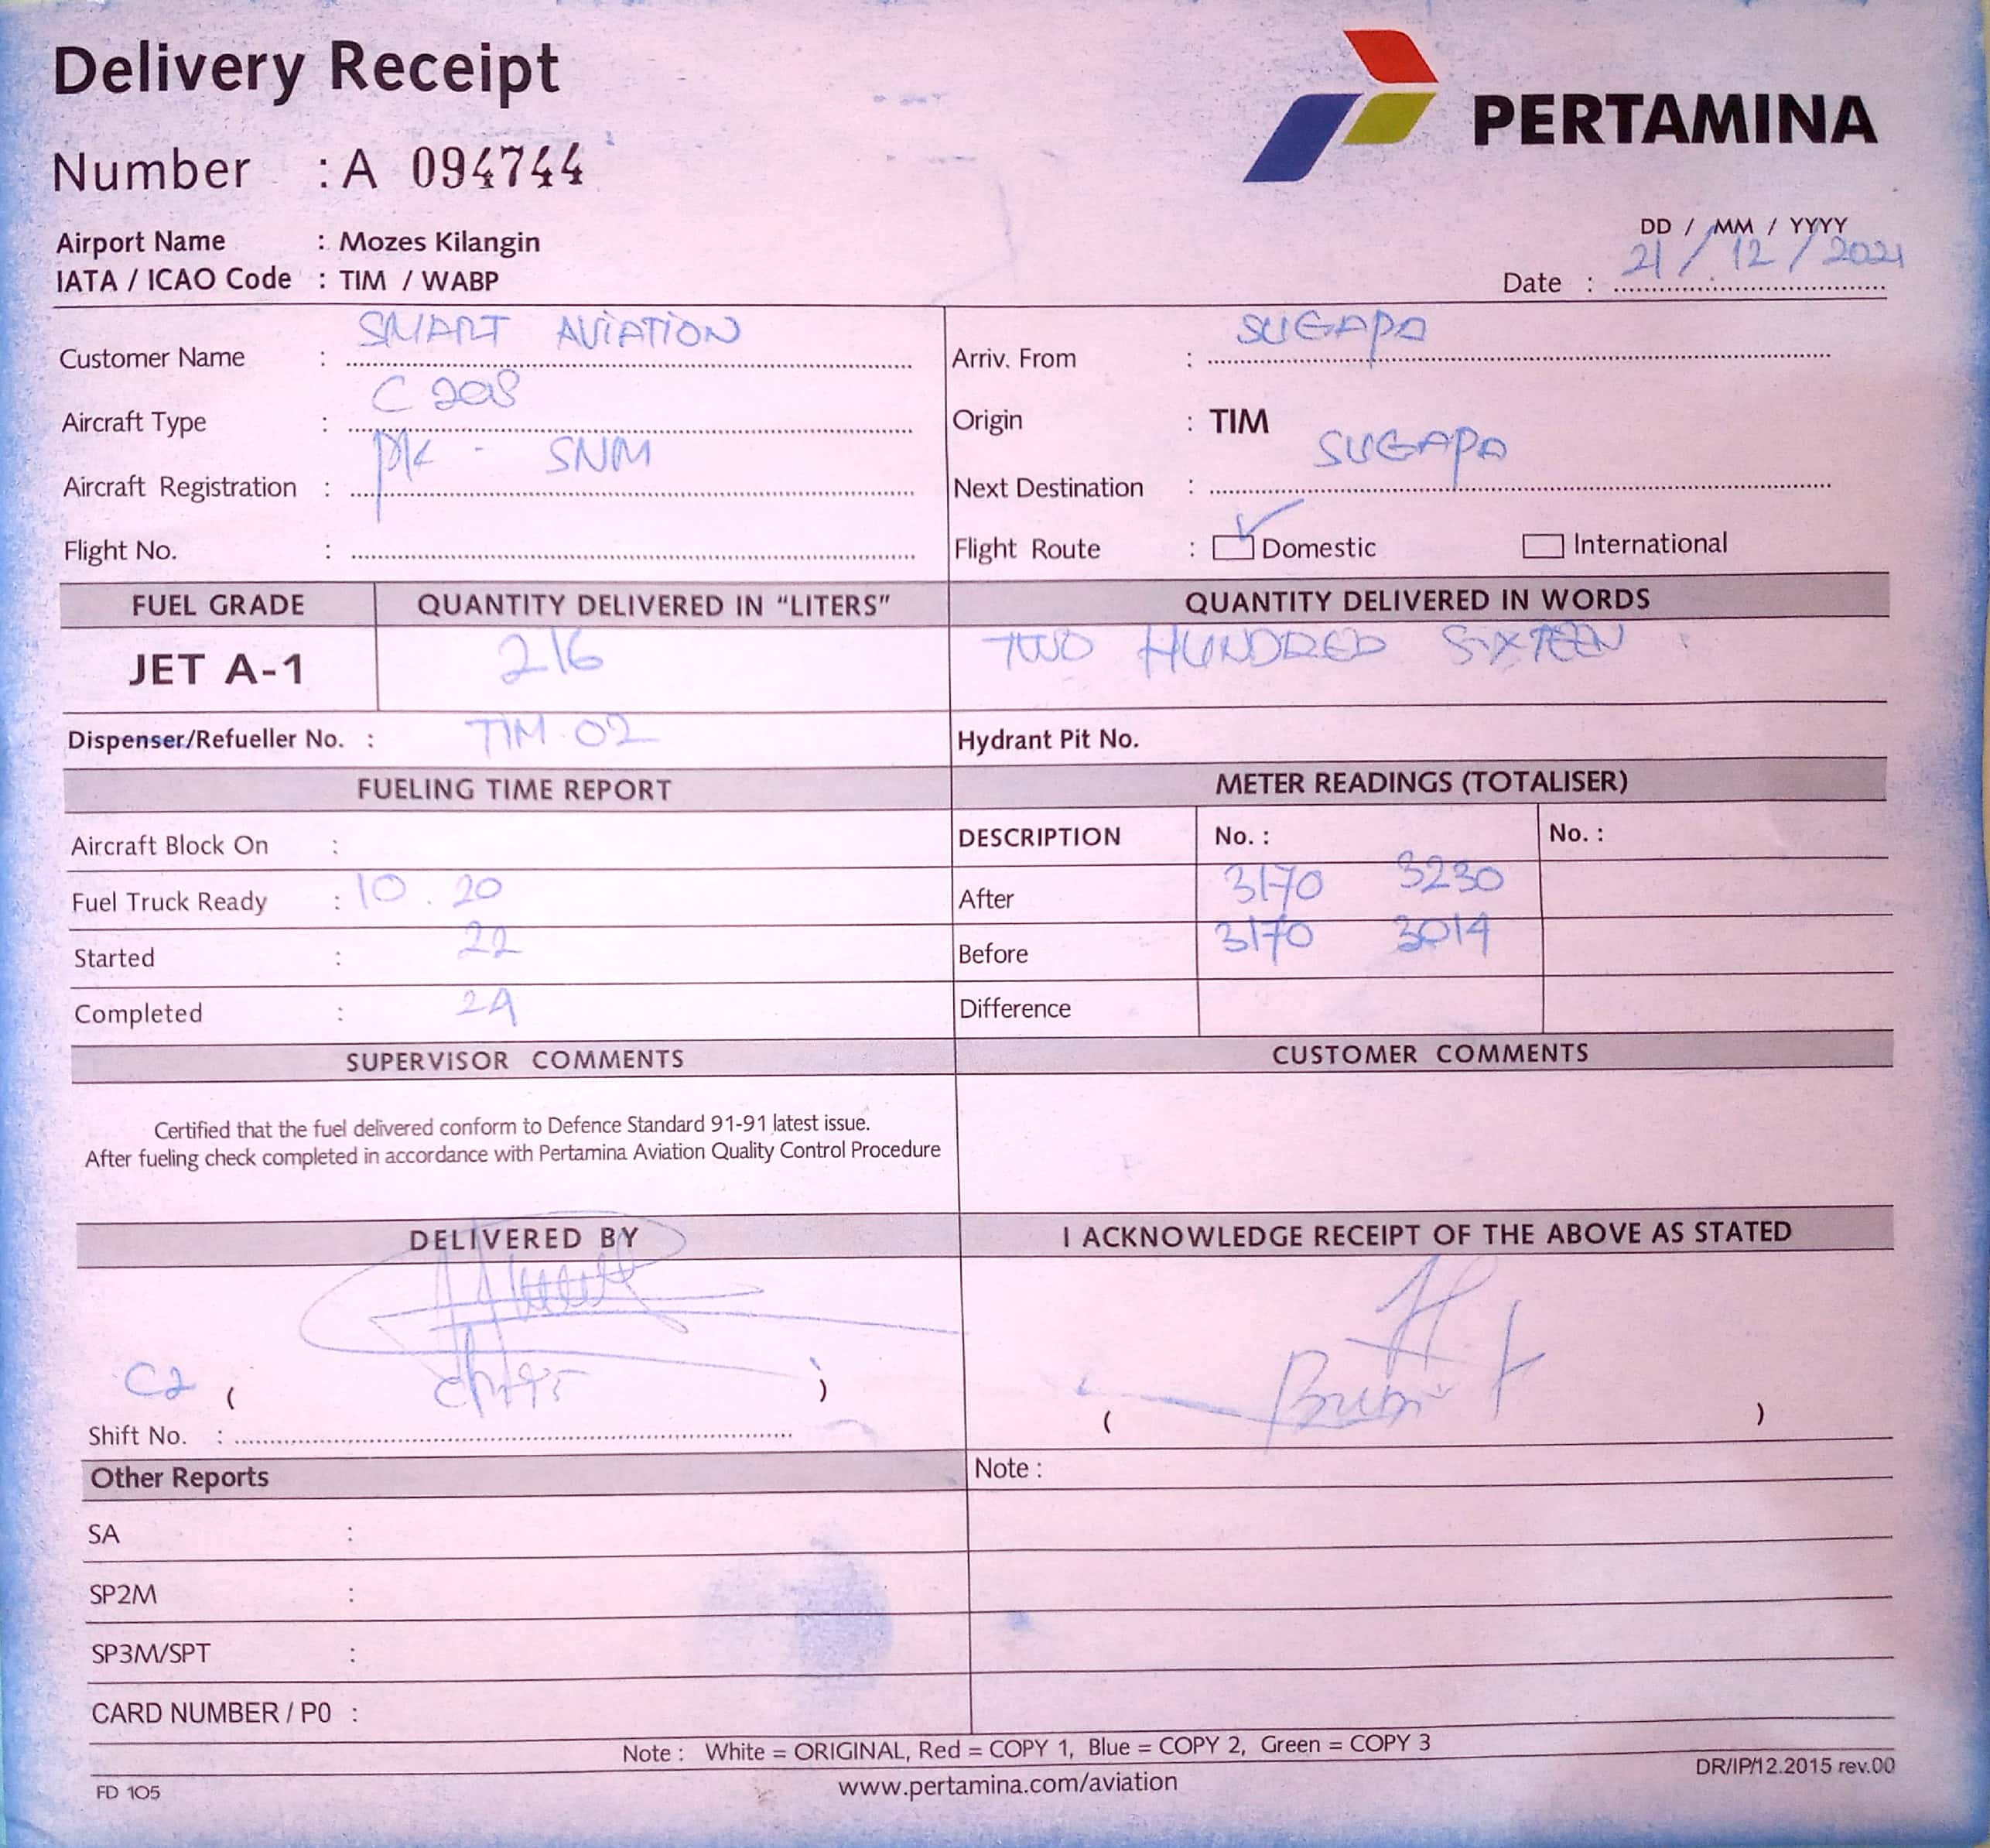 Delivery Receipt
PERTAMINA
Number : A 094744
Airport Name : Mozes Kilangin
IATA / ICAO Code : TIM / WABP
DD / MM / YYYY
Date : 21 / 12 / 2021
Customer Name : SMART AVIATION
Arriv. From : SUGAPA
Aircraft Type : C 208
Origin : TIM
Aircraft Registration : PK - SNM
Next Destination : SUGAPA
Flight No. :
Flight Route : Domestic International
FUEL GRADE QUANTITY DELIVERED IN “LITERS” QUANTITY DELIVERED IN WORDS
JET A-1 216 TWO HUNDRED SIXTEEN
Dispenser/Refueller No. : TIM. 02 Hydrant Pit No.
FUELING TIME REPORT METER READINGS (TOTALISER)
Aircraft Block On : DESCRIPTION No. : No. :
Fuel Truck Ready : 10 . 20 After 3170 3230
Started : 22 Before 3170 3014
Completed : 24 Difference
SUPERVISOR COMMENTS CUSTOMER COMMENTS
Certified that the fuel delivered conform to Defence Standard 91-91 latest issue.
After fueling check completed in accordance with Pertamina Aviation Quality Control Procedure
DELIVERED BY I ACKNOWLEDGE RECEIPT OF THE ABOVE AS STATED
C2 ( ) ( )
Shift No. :
Other Reports Note :
SA :
SP2M :
SP3M/SPT :
CARD NUMBER / PO :
Note : White = ORIGINAL, Red = COPY 1, Blue = COPY 2, Green = COPY 3
FD 105 www.pertamina.com/aviation DR/IP/12.2015 rev.00